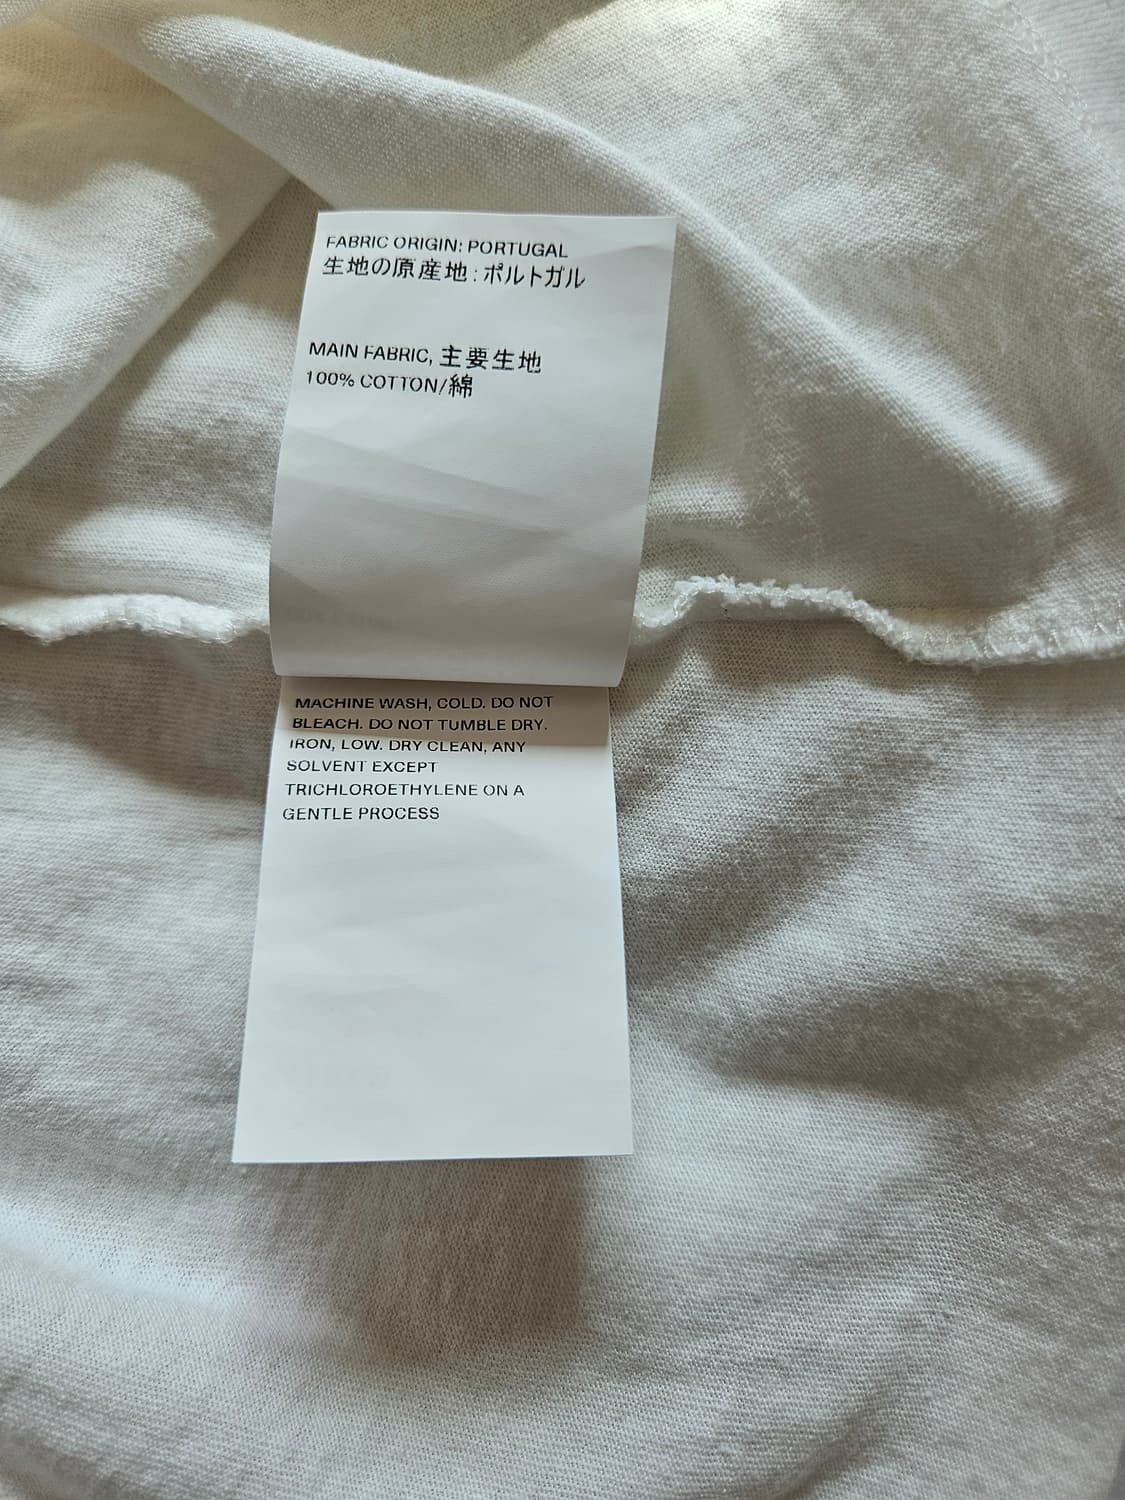 FABRIC ORIGIN: PORTUGAL
生地の原産地:ポルトガル
MAIN FABRIC, 主要生地
100% COTTON/綿
MACHINE WASH, COLD. DO NOT
BLEACH. DO NOT TUMBLE DRY.
IRON, LOW. DRY CLEAN, ANY
SOLVENT EXCEPT
TRICHLOROETHYLENE ON A
GENTLE PROCESS